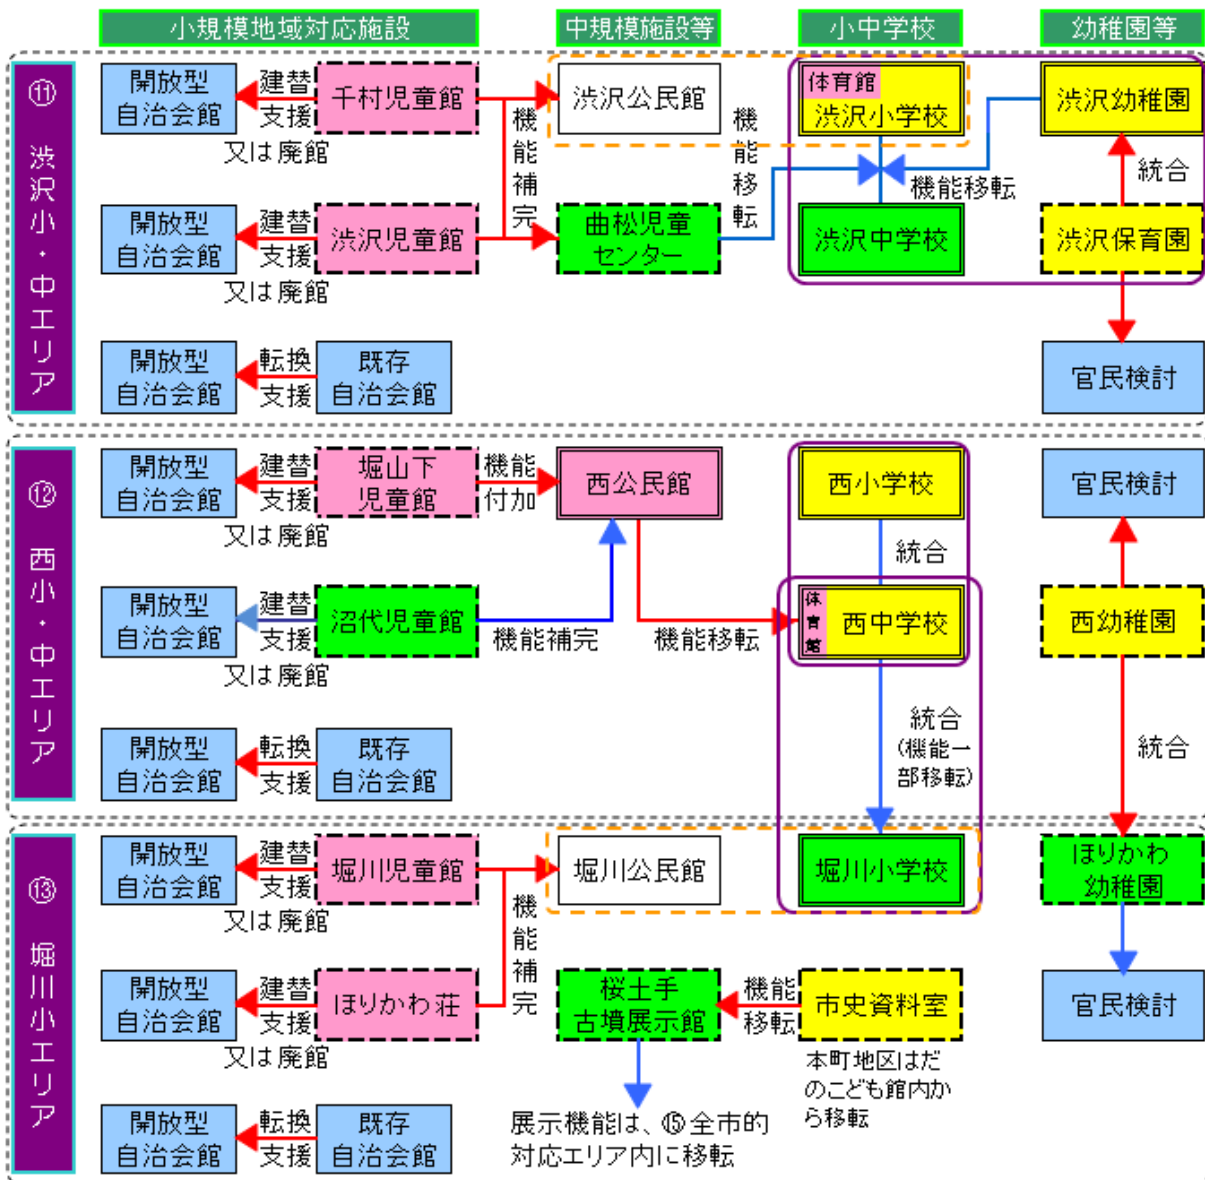 小規模地域対応施設
中規模施設等
小中学校
幼稚園等
⑪ 渋沢小・中エリア
開放型
自治会館
建替
支援
又は廃館
千村児童館
機能補完
渋沢公民館
機能移転
体育館
渋沢小学校
渋沢幼稚園
機能移転
統合
開放型
自治会館
建替
支援
又は廃館
渋沢児童館
曲松児童
センター
渋沢中学校
渋沢保育園
開放型
自治会館
転換
支援
既存
自治会館
官民検討
⑫ 西小・中エリア
開放型
自治会館
建替
支援
又は廃館
堀山下
児童館
機能
付加
西公民館
西小学校
統合
官民検討
開放型
自治会館
建替
支援
又は廃館
沼代児童館
機能補完
機能移転
体育館
西中学校
西幼稚園
統合
(機能一
部移転)
統合
開放型
自治会館
転換
支援
既存
自治会館
⑬ 堀川小エリア
開放型
自治会館
建替
支援
又は廃館
堀川児童館
機能補完
堀川公民館
堀川小学校
ほりかわ
幼稚園
開放型
自治会館
建替
支援
又は廃館
ほりかわ荘
桜土手
古墳展示館
機能
移転
市史資料室
本町地区はだ
のこども館内か
ら移転
官民検討
開放型
自治会館
転換
支援
既存
自治会館
展示機能は、⑮全市的
対応エリア内に移転